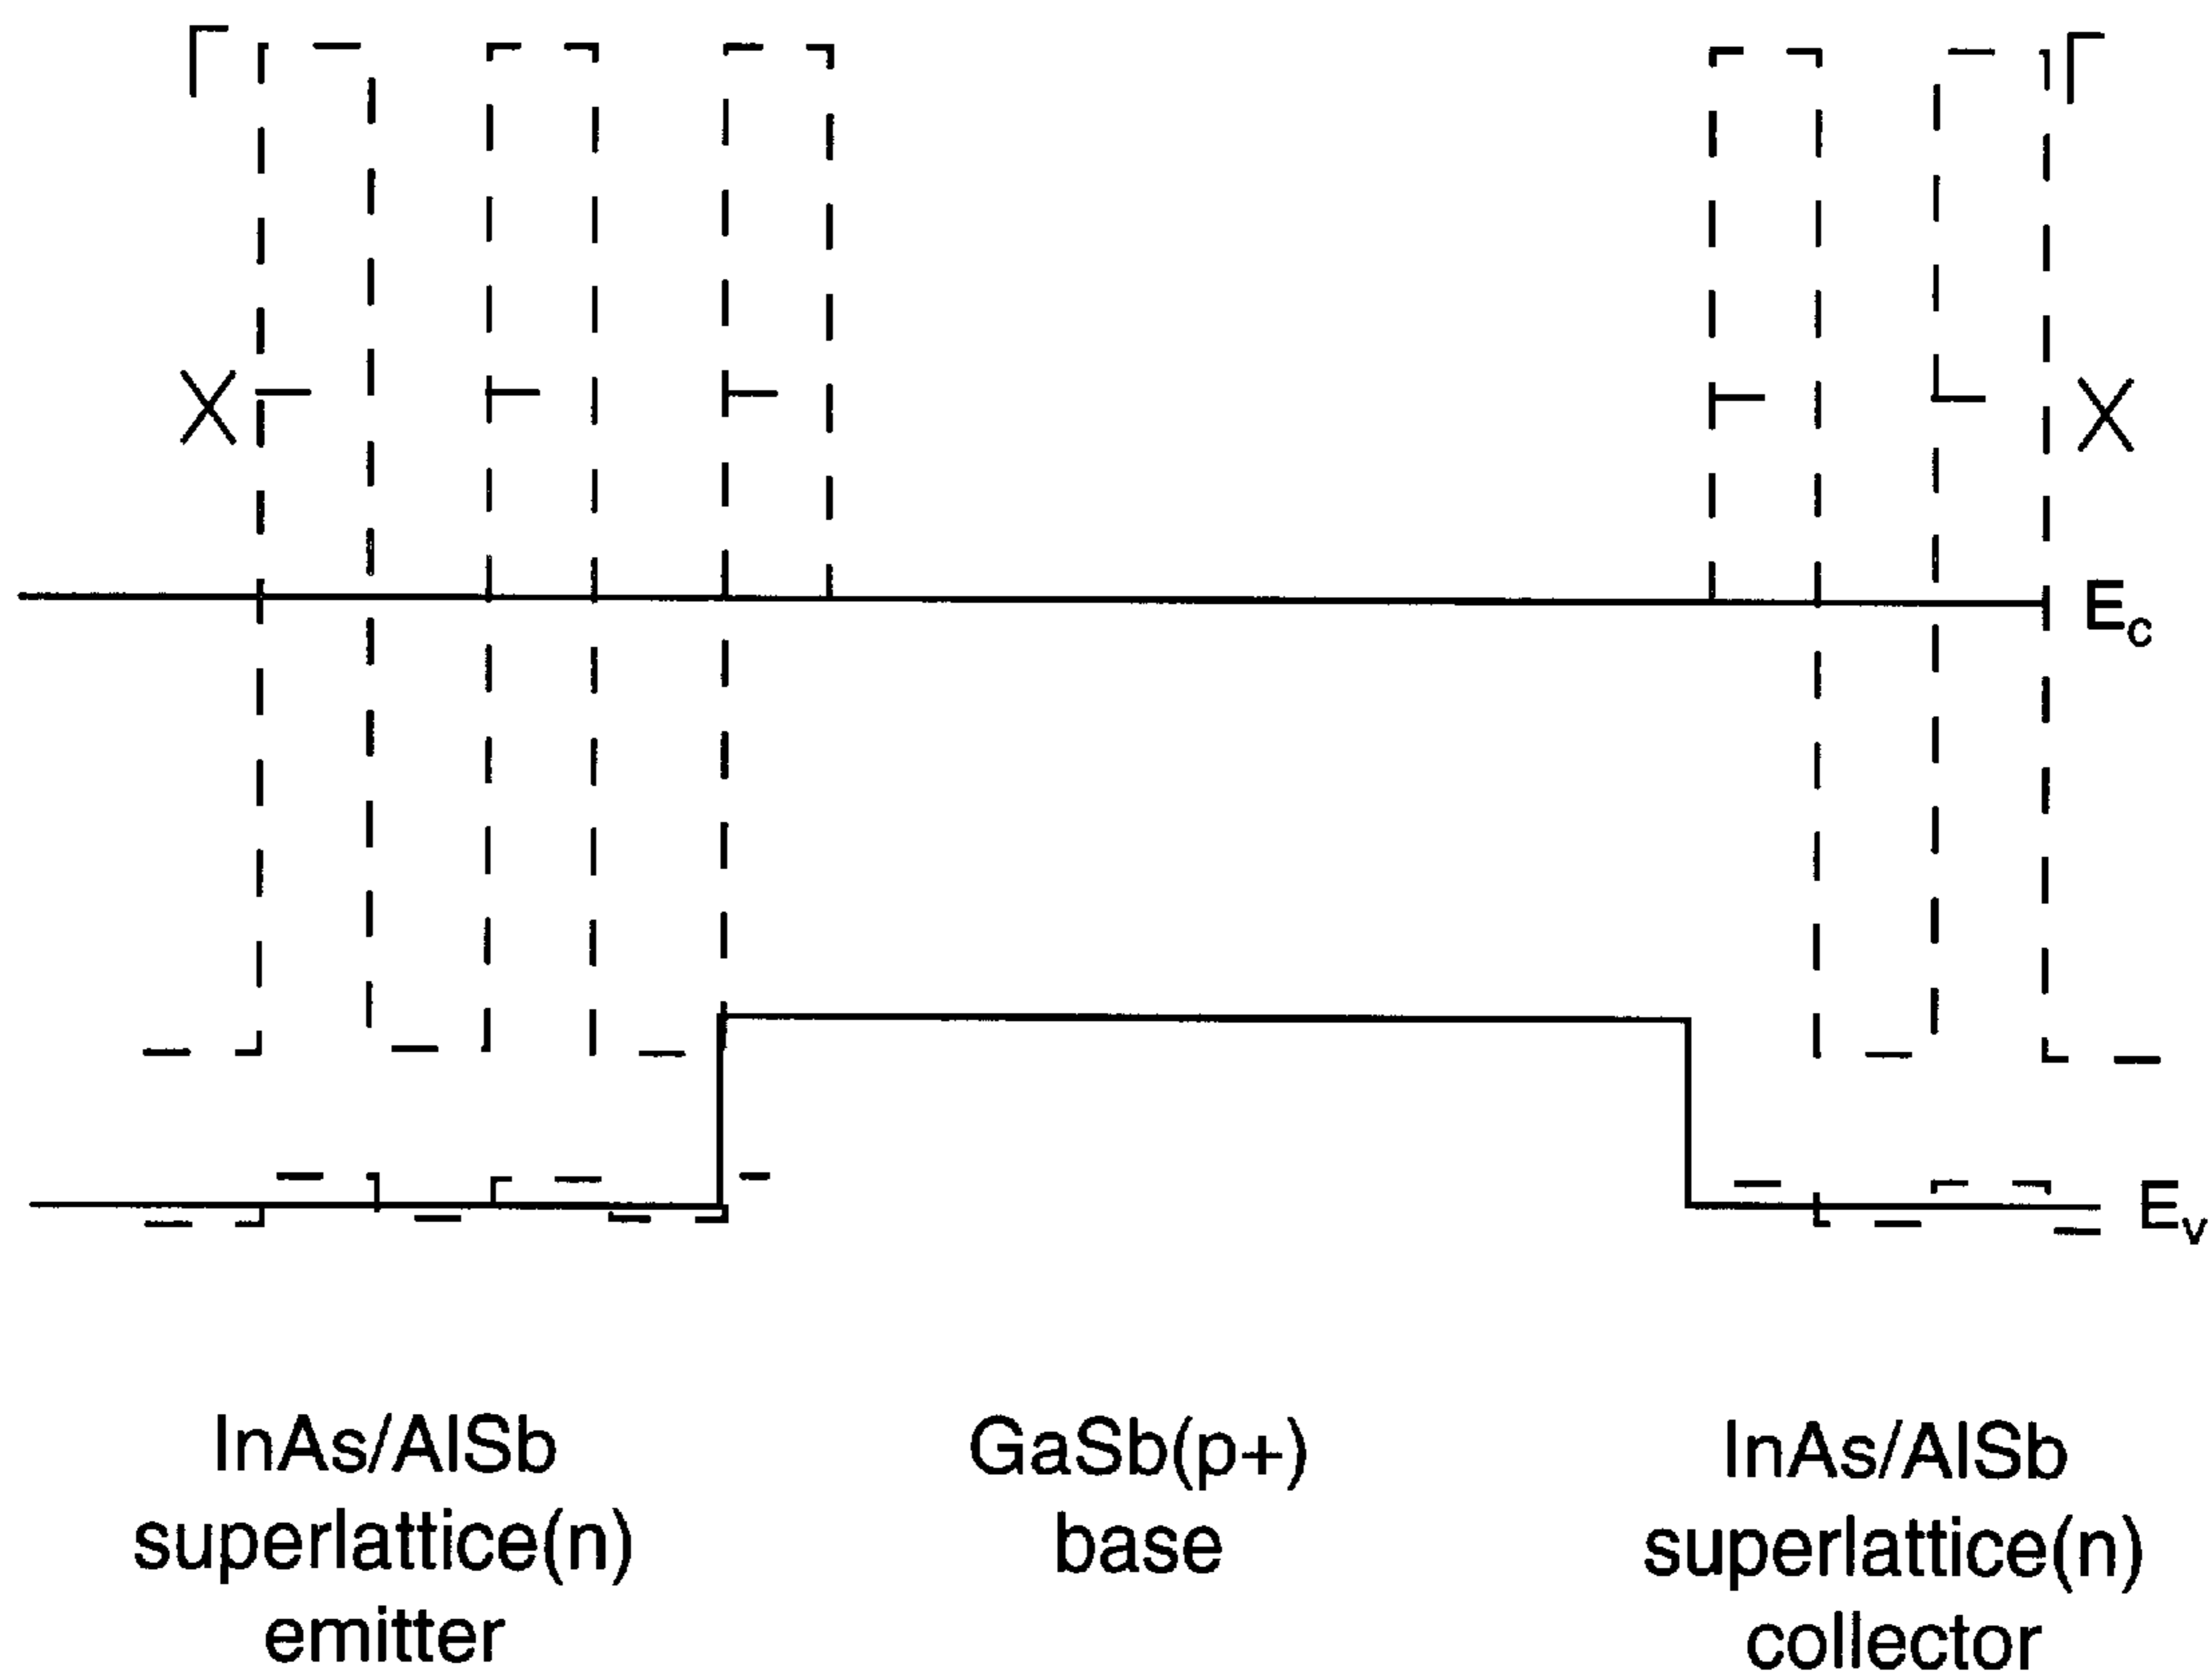 Γ Γ
X X
E_c
E_v
InAs/AlSb
superlattice(n)
emitter
GaSb(p+)
base
InAs/AlSb
superlattice(n)
collector